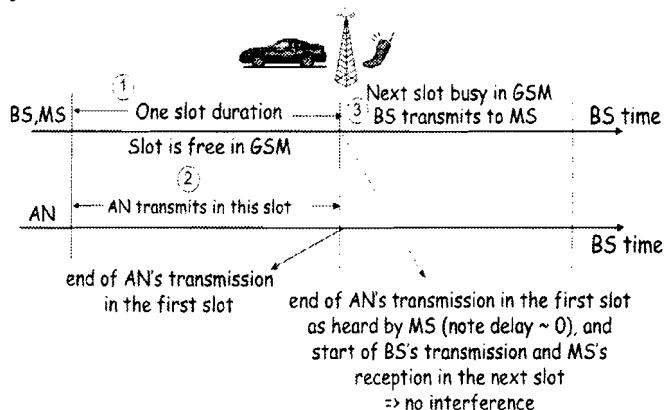 1
Next slot busy in GSM
BS,MS
One slot duration
3
BS transmits to MS
BS time
Slot is free in GSM
2
AN transmits in this slot
AN
BS time
end of AN's transmission
in the first slot
end of AN's transmission in the first slot
as heard by MS (note delay ~ 0), and
start of BS's transmission and MS's
reception in the next slot
=> no interference